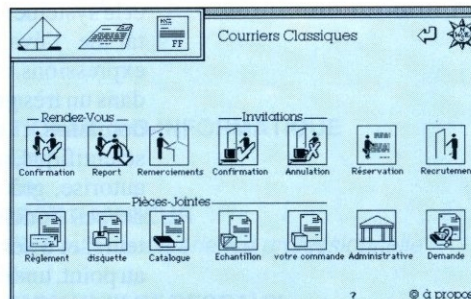 FF
Courriers Classiques
Rendez-Vous
Invitations
Confirmation Report Remerciements Confirmation Annulation Réservation Recrutemen
Pièces-Jointes
Règlement disquette Catalogue Echantillon votre commande Administrative Demande
? © à propos